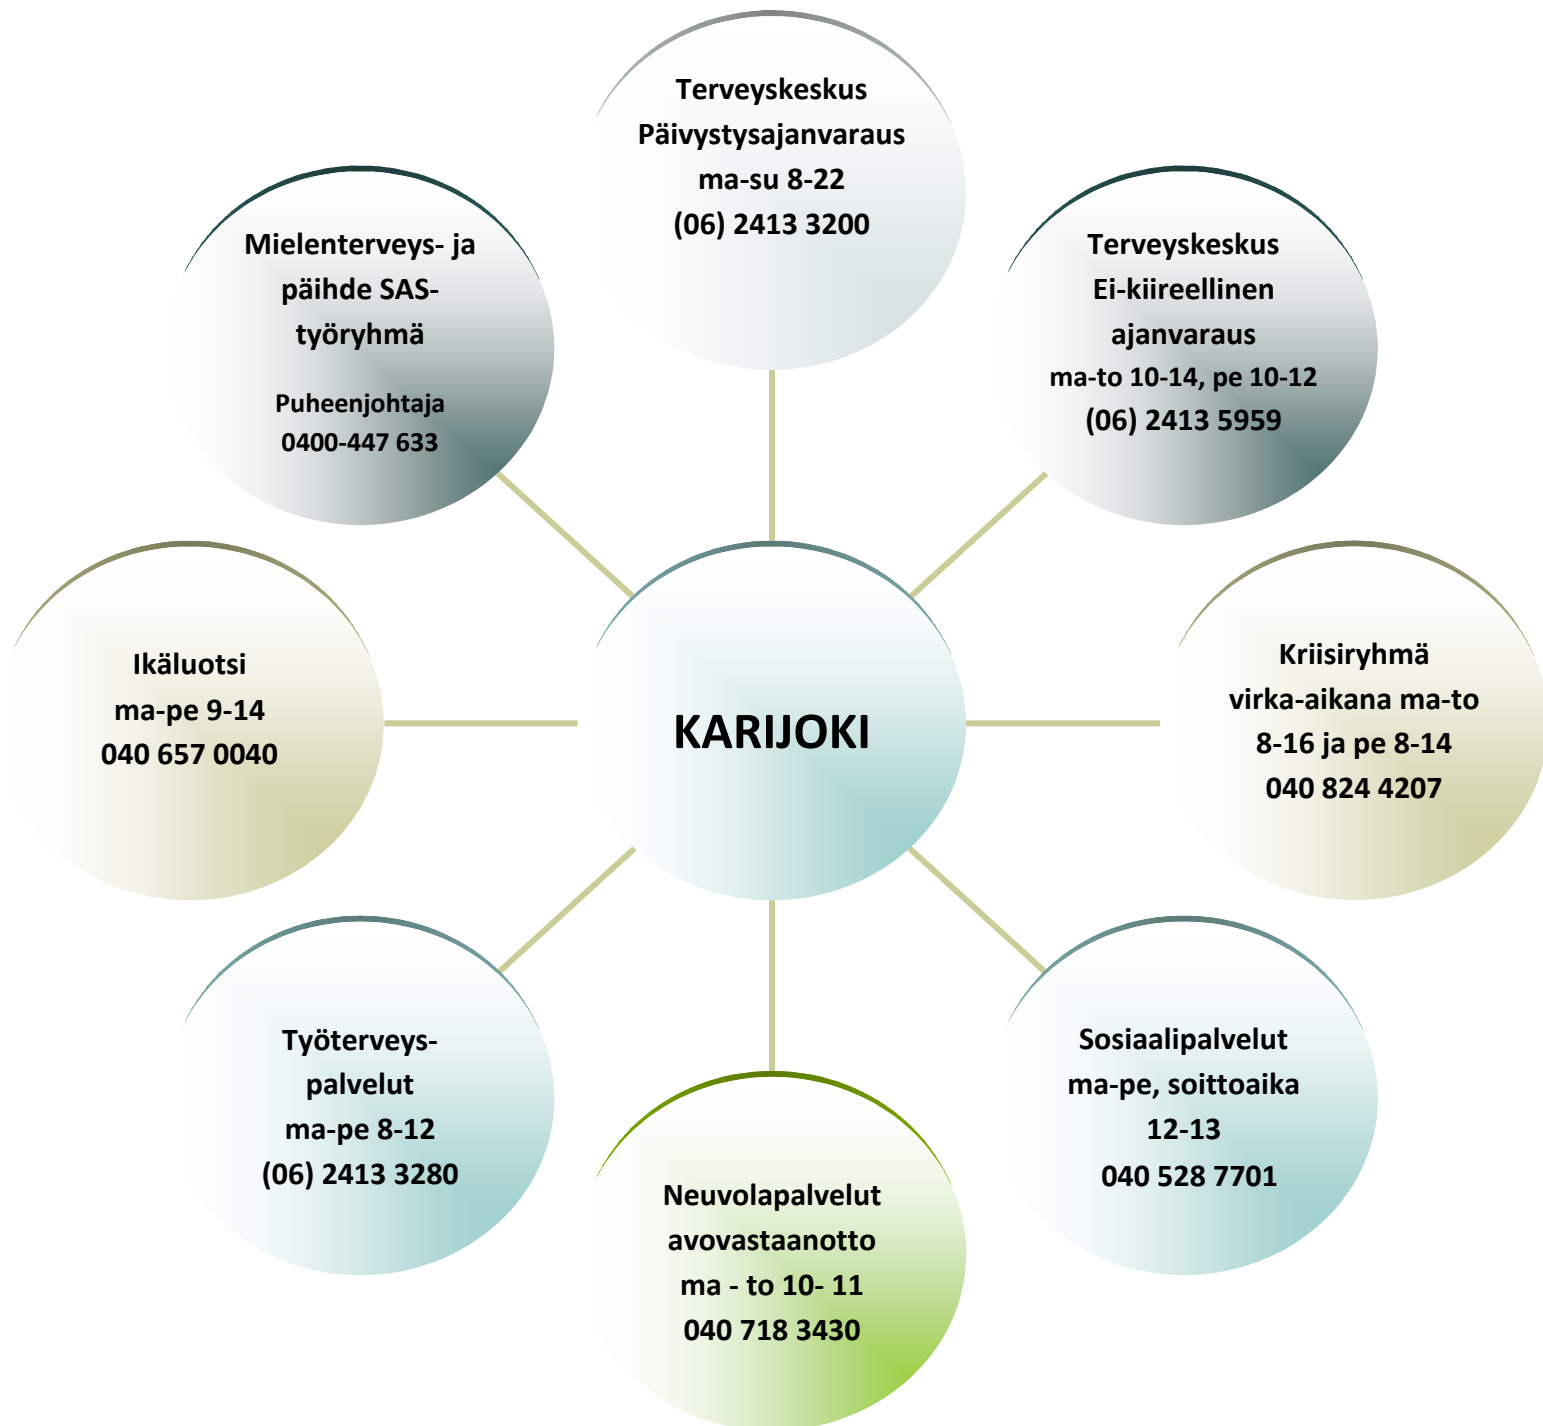 Terveyskeskus
Päivystysajanvaraus
ma-su 8-22
(06) 2413 3200
Terveyskeskus
Ei-kiireellinen
ajanvaraus
ma-to 10-14, pe 10-12
(06) 2413 5959
Kriisiryhmä
virka-aikana ma-to
8-16 ja pe 8-14
040 824 4207
Sosiaalipalvelut
ma-pe, soittoaika
12-13
040 528 7701
Neuvolapalvelut
avovastaanotto
ma - to 10- 11
040 718 3430
Työterveys-
palvelut
ma-pe 8-12
(06) 2413 3280
Ikäluotsi
ma-pe 9-14
040 657 0040
Mielenterveys- ja
päihde SAS-
työryhmä
Puheenjohtaja
0400-447 633
KARIJOKI